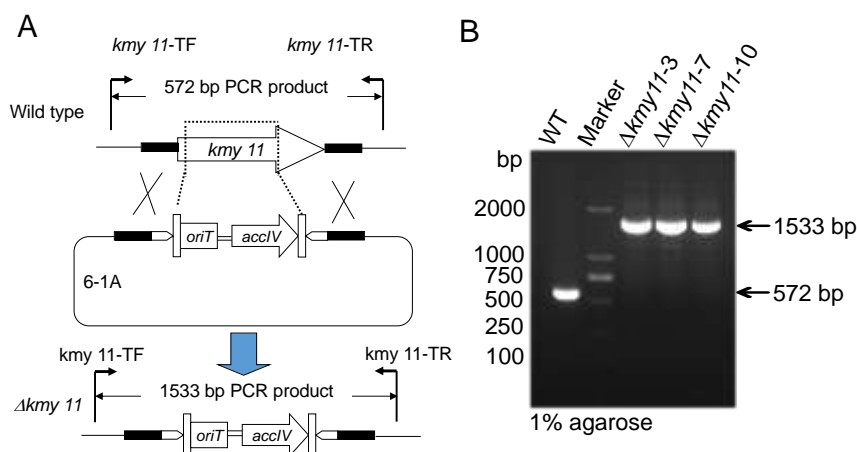 A
kmy 11-TF
kmy 11-TR
572 bp PCR product
Wild type
kmy 11
oriT
accIV
6-1A
kmy 11-TF
kmy 11-TR
1533 bp PCR product
Δkmy 11
oriT
accIV
B
WT
Marker
Δkmy11-3
Δkmy11-7
Δkmy11-10
bp
2000
1000
750
500
250
100
1533 bp
572 bp
1% agarose